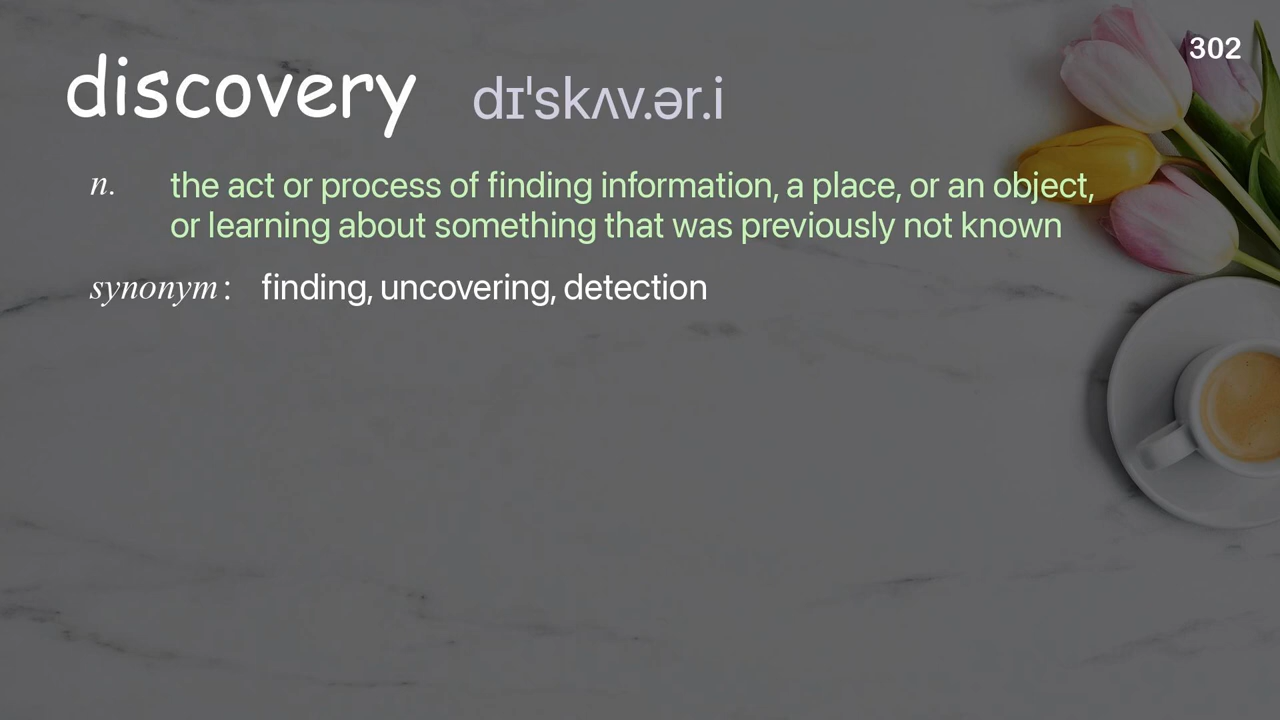 302
discovery dɪˈskʌv.ər.i
n. the act or process of finding information, a place, or an object,
or learning about something that was previously not known
synonym: finding, uncovering, detection